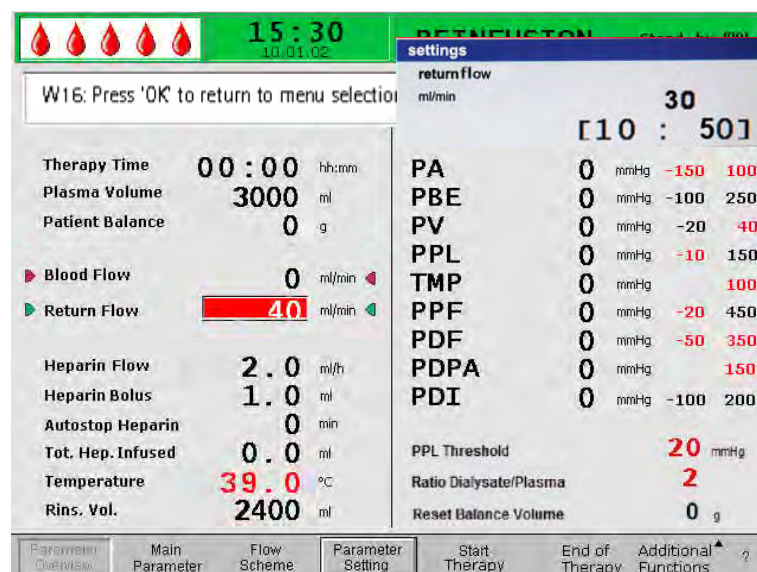 15:30
10.01.02
REINFUSION
settings
return flow
ml/min 30
[10 : 50]
W16: Press 'OK' to return to menu selection
Therapy Time 00:00 hh:mm
Plasma Volume 3000 ml
Patient Balance 0 g
Blood Flow 0 ml/min
Return Flow 40 ml/min
Heparin Flow 2.0 ml/h
Heparin Bolus 1.0 ml
Autostop Heparin 0 min
Tot. Hep. Infused 0.0 ml
Temperature 39.0 °C
Rins. Vol. 2400 ml
PA 0 mmHg -150 100
PBE 0 mmHg -100 250
PV 0 mmHg -20 40
PPL 0 mmHg -10 150
TMP 0 mmHg 100
PPF 0 mmHg -20 450
PDF 0 mmHg -50 350
PDPA 0 mmHg 150
PDI 0 mmHg -100 200
PPL Threshold 20 mmHg
Ratio Dialysate/Plasma 2
Reset Balance Volume 0 g
Parameter Overview
Main Parameter
Flow Scheme
Parameter Setting
Start Therapy
End of Therapy
Additional Functions
?